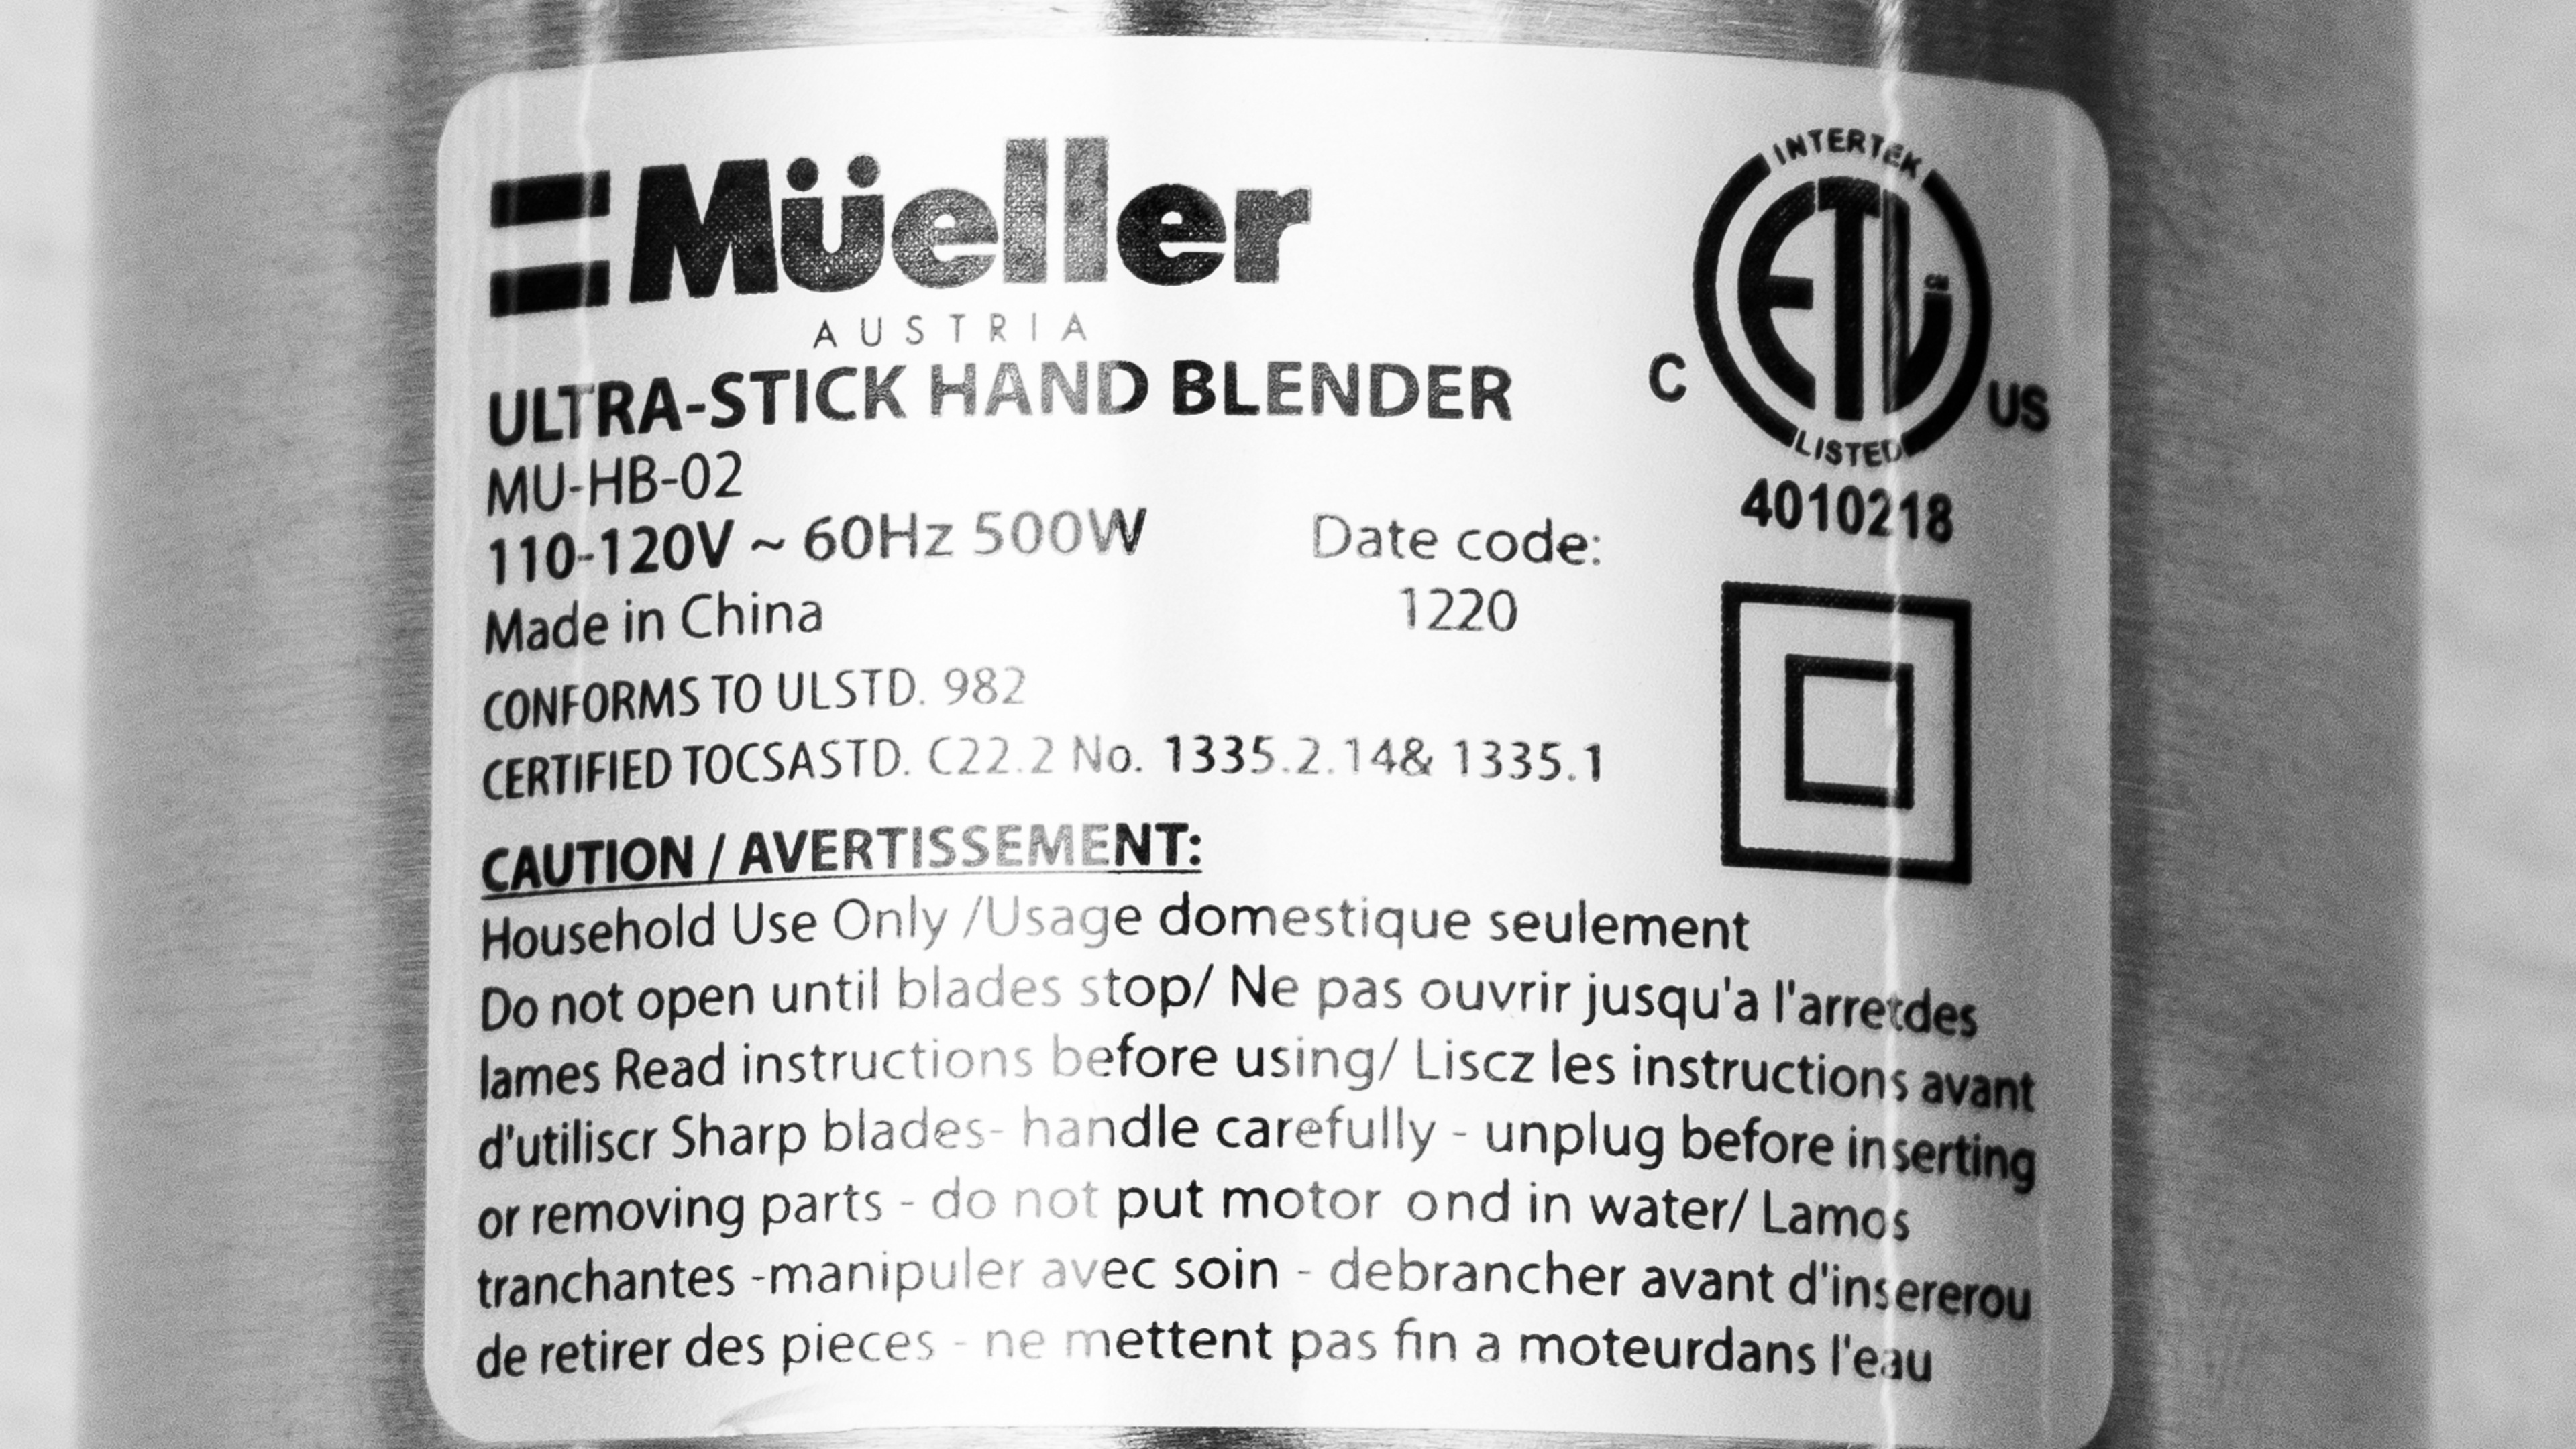 Müeller
AUSTRIA
ULTRA-STICK HAND BLENDER
MU-HB-02
110-120V ~ 60Hz 500W
Made in China
Date code:
1220
CONFORMS TO ULSTD. 982
CERTIFIED TOCSASTD. C22.2 No. 1335.2.14& 1335.1
INTERTEK
ETL
CM
C
US
LISTED
4010218
CAUTION / AVERTISSEMENT:
Household Use Only /Usage domestique seulement
Do not open until blades stop/ Ne pas ouvrir jusqu'a l'arretdes
lames Read instructions before using/ Liscz les instructions avant
d'utiliscr Sharp blades- handle carefully - unplug before inserting
or removing parts - do not put motor ond in water/ Lamos
tranchantes -manipuler avec soin - debrancher avant d'insererou
de retirer des pieces - ne mettent pas fin a moteurdans l'eau